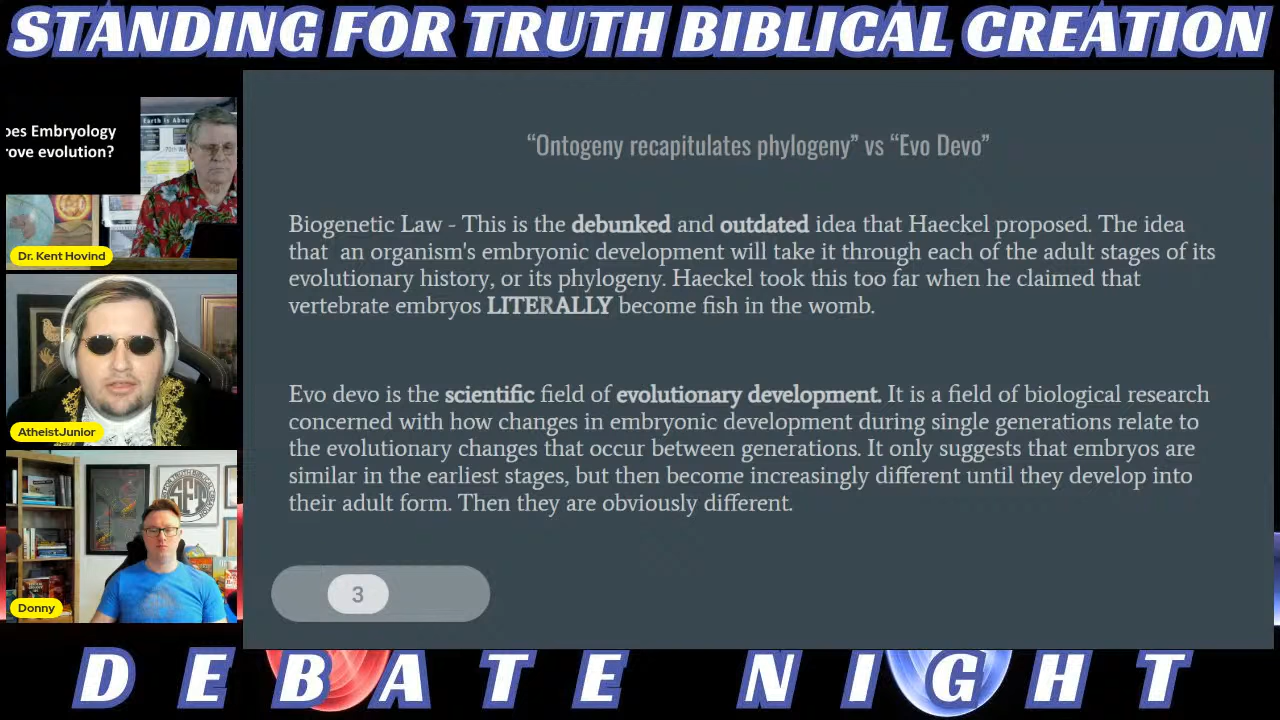 STANDING FOR TRUTH BIBLICAL CREATION
oes Embryology
rove evolution?
Earth Is Abou
Dr. Kent Hovind
AtheistJunior
SFT
Donny
“Ontogeny recapitulates phylogeny” vs “Evo Devo”
Biogenetic Law - This is the debunked and outdated idea that Haeckel proposed. The idea
that an organism's embryonic development will take it through each of the adult stages of its
evolutionary history, or its phylogeny. Haeckel took this too far when he claimed that
vertebrate embryos LITERALLY become fish in the womb.
Evo devo is the scientific field of evolutionary development. It is a field of biological research
concerned with how changes in embryonic development during single generations relate to
the evolutionary changes that occur between generations. It only suggests that embryos are
similar in the earliest stages, but then become increasingly different until they develop into
their adult form. Then they are obviously different.
3
DEBATE NIGHT